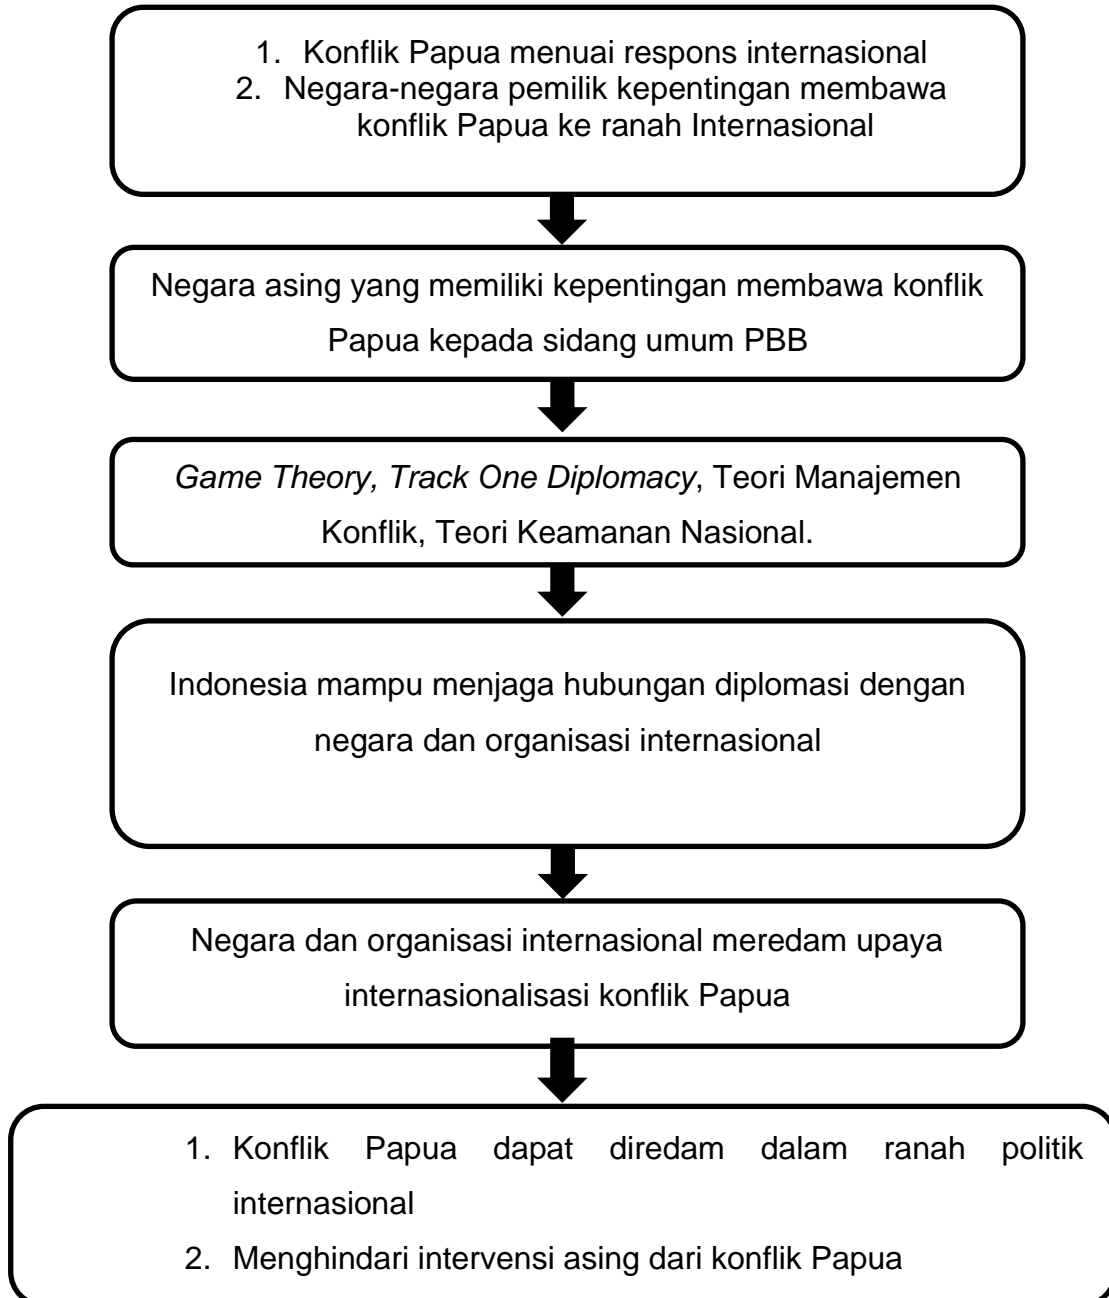 1. Konflik Papua menuai respons internasional
2. Negara-negara pemilik kepentingan membawa
konflik Papua ke ranah Internasional
Negara asing yang memiliki kepentingan membawa konflik
Papua kepada sidang umum PBB
Game Theory, Track One Diplomacy, Teori Manajemen
Konflik, Teori Keamanan Nasional.
Indonesia mampu menjaga hubungan diplomasi dengan
negara dan organisasi internasional
Negara dan organisasi internasional meredam upaya
internasionalisasi konflik Papua
1. Konflik Papua dapat diredam dalam ranah politik
internasional
2. Menghindari intervensi asing dari konflik Papua